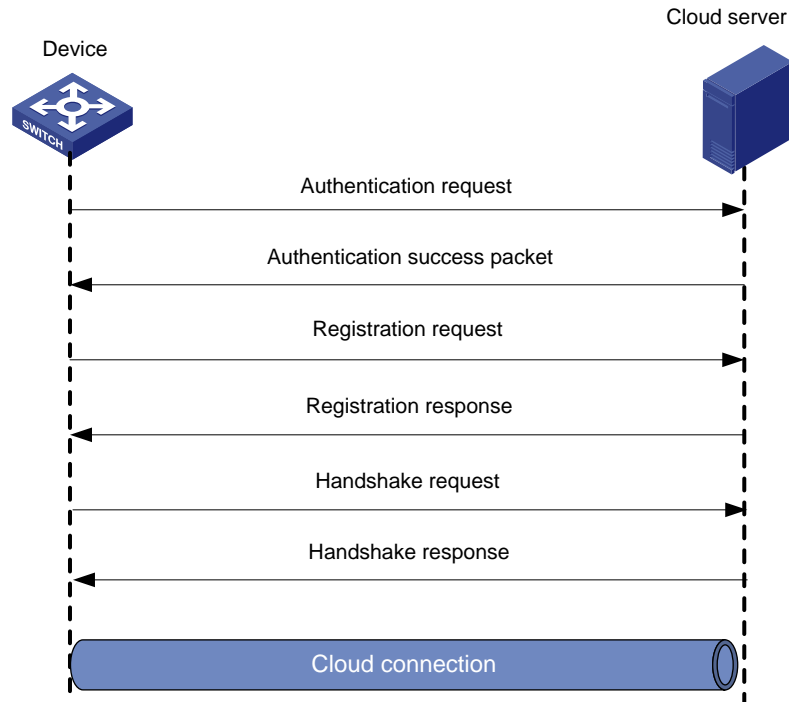 Cloud server
Device
SWITCH
Authentication request
Authentication success packet
Registration request
Registration response
Handshake request
Handshake response
Cloud connection